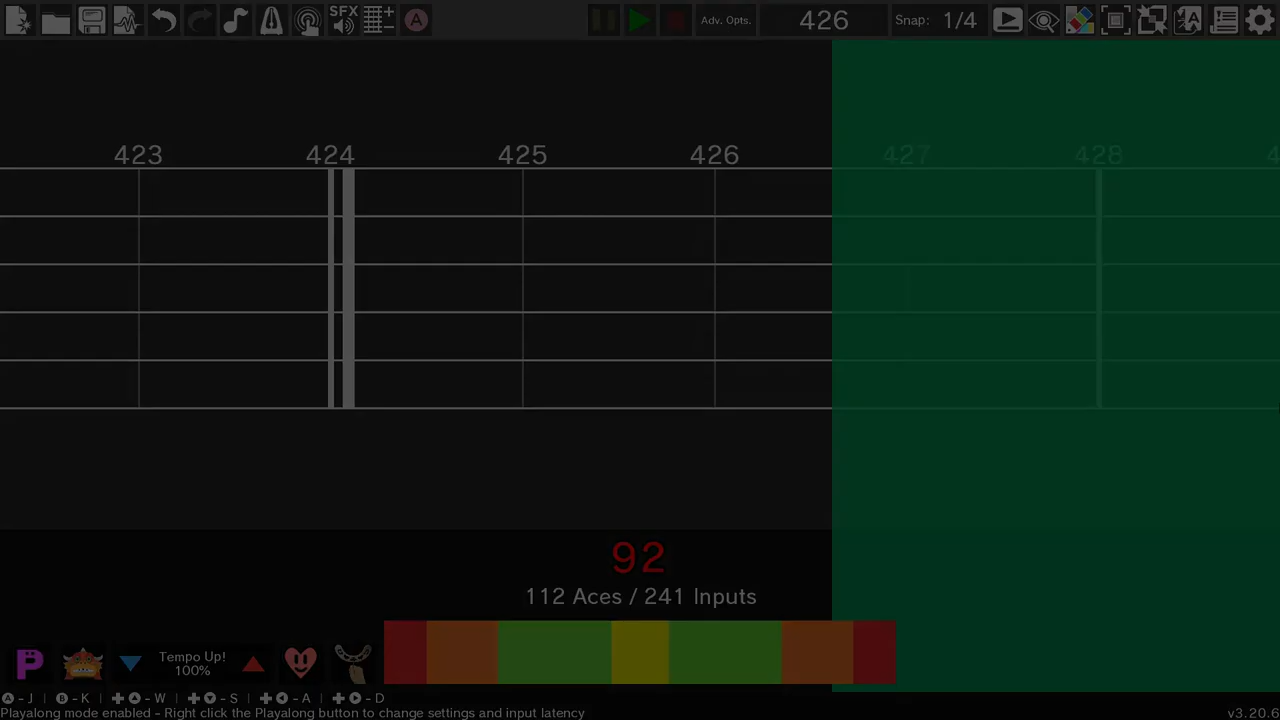 SFX
A
Adv. Opts.
426
Snap: 1/4
A
423 424 425 426 427 428 4
92
112 Aces / 241 Inputs
P
Tempo Up!
100%
A - J | B - K | - W | - S | - A | - D
Playalong mode enabled - Right click the Playalong button to change settings and input latency
v3.20.6